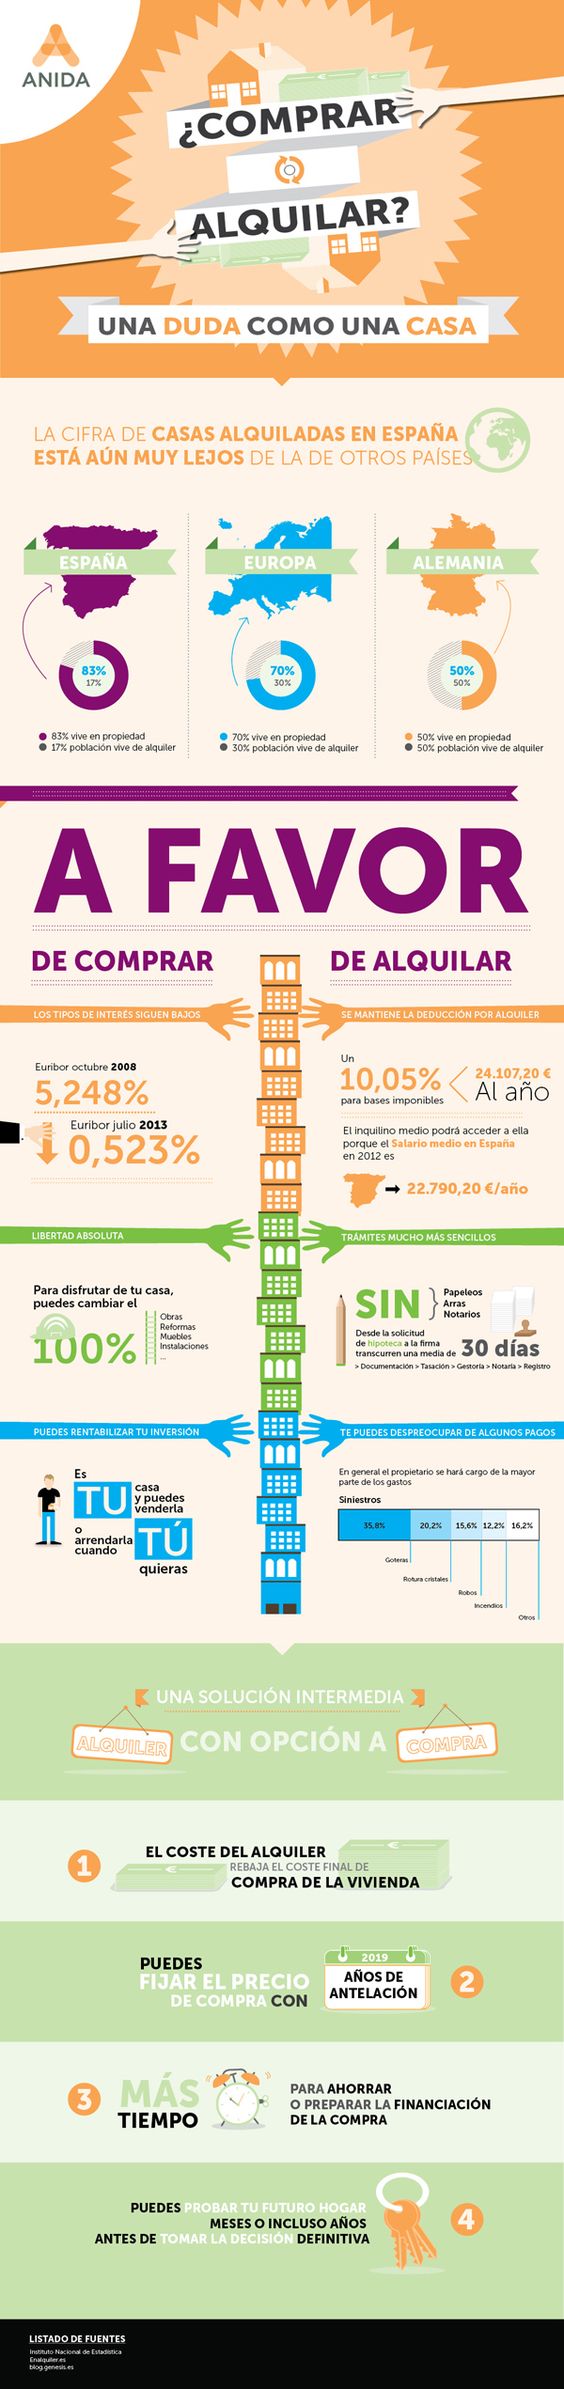 ANIDA
¿COMPRAR
O
ALQUILAR?
UNA DUDA COMO UNA CASA
LA CIFRA DE CASAS ALQUILADAS EN ESPAÑA
ESTÁ AÚN MUY LEJOS DE LA DE OTROS PAÍSES
ESPAÑA
83%
17%
83% vive en propiedad
17% población vive de alquiler
EUROPA
70%
30%
70% vive en propiedad
30% población vive de alquiler
ALEMANIA
50%
50%
50% vive en propiedad
50% población vive de alquiler
A FAVOR
DE COMPRAR
DE ALQUILAR
LOS TIPOS DE INTERÉS SIGUEN BAJOS
Euribor octubre 2008
5,248%
Euribor julio 2013
0,523%
SE MANTIENE LA DEDUCCIÓN POR ALQUILER
Un
10,05%
para bases imponibles
24.107,20 €
Al año
El inquilino medio podrá acceder a ella
porque el Salario medio en España
en 2012 es
22.790,20 €/año
LIBERTAD ABSOLUTA
Para disfrutar de tu casa,
puedes cambiar el
100%
Obras
Reformas
Muebles
Instalaciones
...
TRÁMITES MUCHO MÁS SENCILLOS
SIN
Papeleos
Arras
Notarios
Desde la solicitud
de hipoteca a la firma
transcurren una media de 30 días
> Documentación > Tasación > Gestoría > Notaría > Registro
PUEDES RENTABILIZAR TU INVERSIÓN
Es
TU
casa
y puedes
venderla
o
arrendarla
cuando
TÚ
quieras
TE PUEDES DESPREOCUPAR DE ALGUNOS PAGOS
En general el propietario se hará cargo de la mayor
parte de los gastos
Siniestros
35,8% 20,2% 15,6% 12,2% 16,2%
Goteras
Rotura cristales
Robos
Incendios
Otros
UNA SOLUCIÓN INTERMEDIA
ALQUILER CON OPCIÓN A COMPRA
1
EL COSTE DEL ALQUILER
REBAJA EL COSTE FINAL DE
COMPRA DE LA VIVIENDA
PUEDES
FIJAR EL PRECIO
DE COMPRA CON
2019
AÑOS DE
ANTELACIÓN
2
3
MÁS
TIEMPO
PARA AHORRAR
O PREPARAR LA FINANCIACIÓN
DE LA COMPRA
PUEDES PROBAR TU FUTURO HOGAR
MESES O INCLUSO AÑOS
ANTES DE TOMAR LA DECISIÓN DEFINITIVA
4
LISTADO DE FUENTES
Instituto Nacional de Estadística
Enalquiler.es
blog.genesis.es